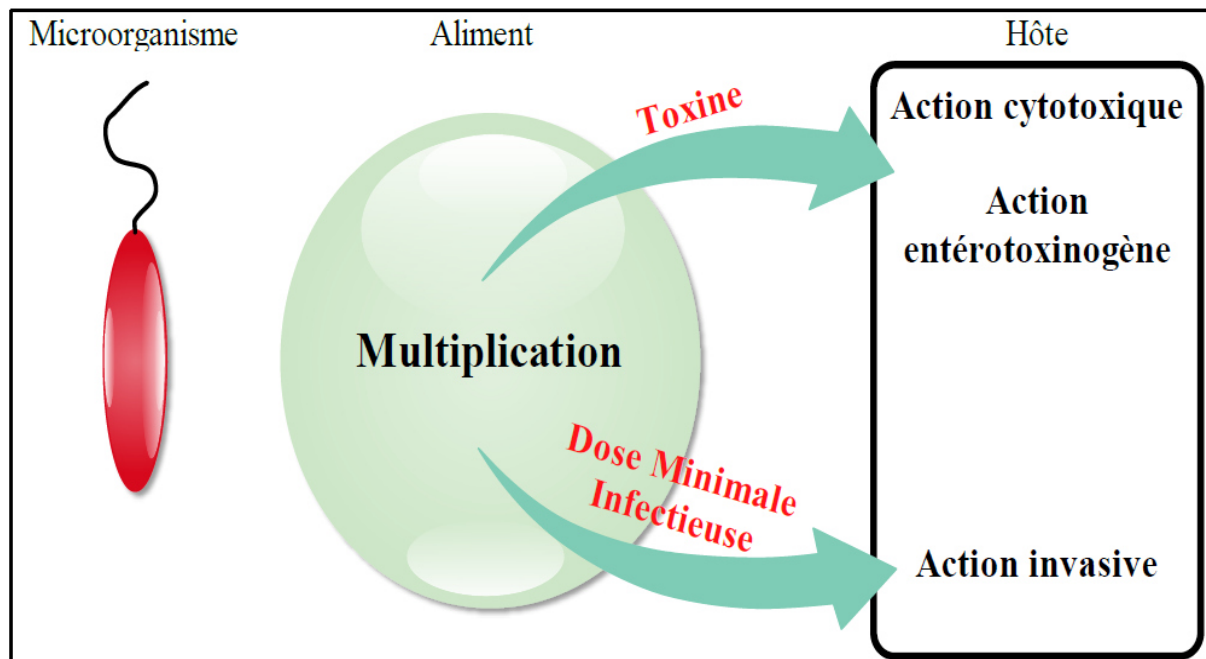 Microorganisme
Aliment
Hôte
Toxine
Action cytotoxique
Action
entérotoxinogène
Multiplication
Dose Minimale
Infectieuse
Action invasive